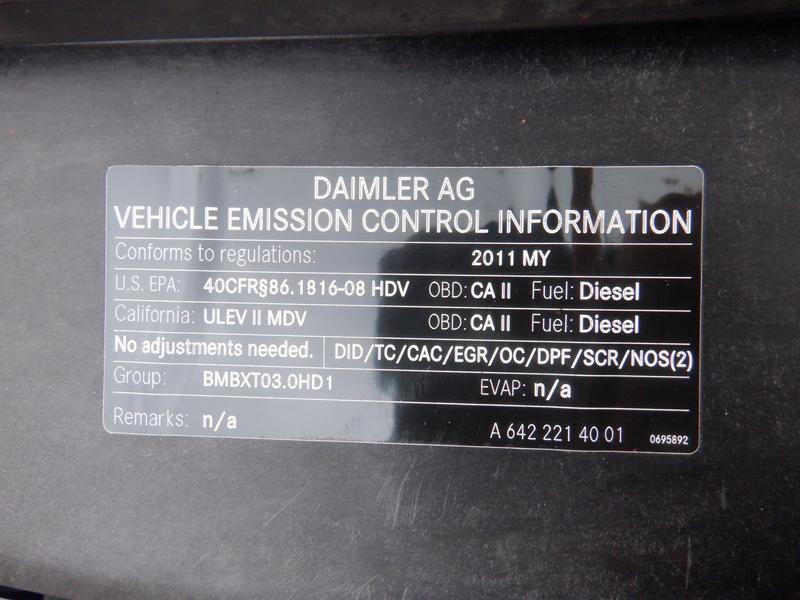 DAIMLER AG
VEHICLE EMISSION CONTROL INFORMATION
Conforms to regulations: 2011 MY
U.S. EPA: 40CFR§86.1816-08 HDV OBD: CA II Fuel: Diesel
California: ULEV II MDV OBD: CA II Fuel: Diesel
No adjustments needed. DID/TC/CAC/EGR/OC/DPF/SCR/NOS(2)
Group: BMBXT03.0HD1 EVAP: n/a
Remarks: n/a A 642 221 40 01 0695892